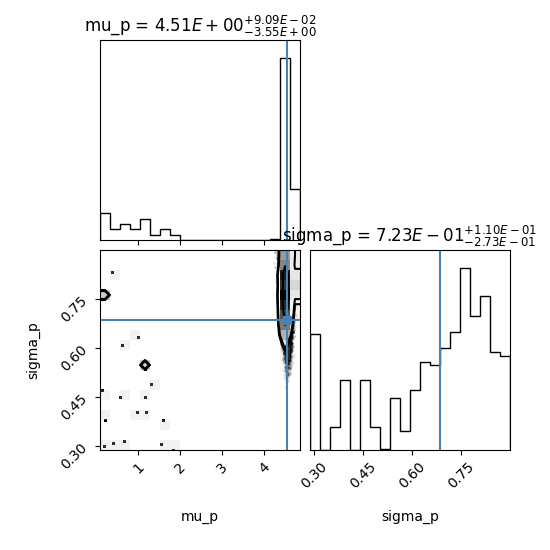 mu_p = 4.51E + 00+9.09E−02 −3.55E+00
sigma_p = 7.23E − 01+1.10E−01 −2.73E−01
sigma_p
0.75
0.60
0.45
0.30
1 2 3 4
mu_p
0.30 0.45 0.60 0.75
sigma_p